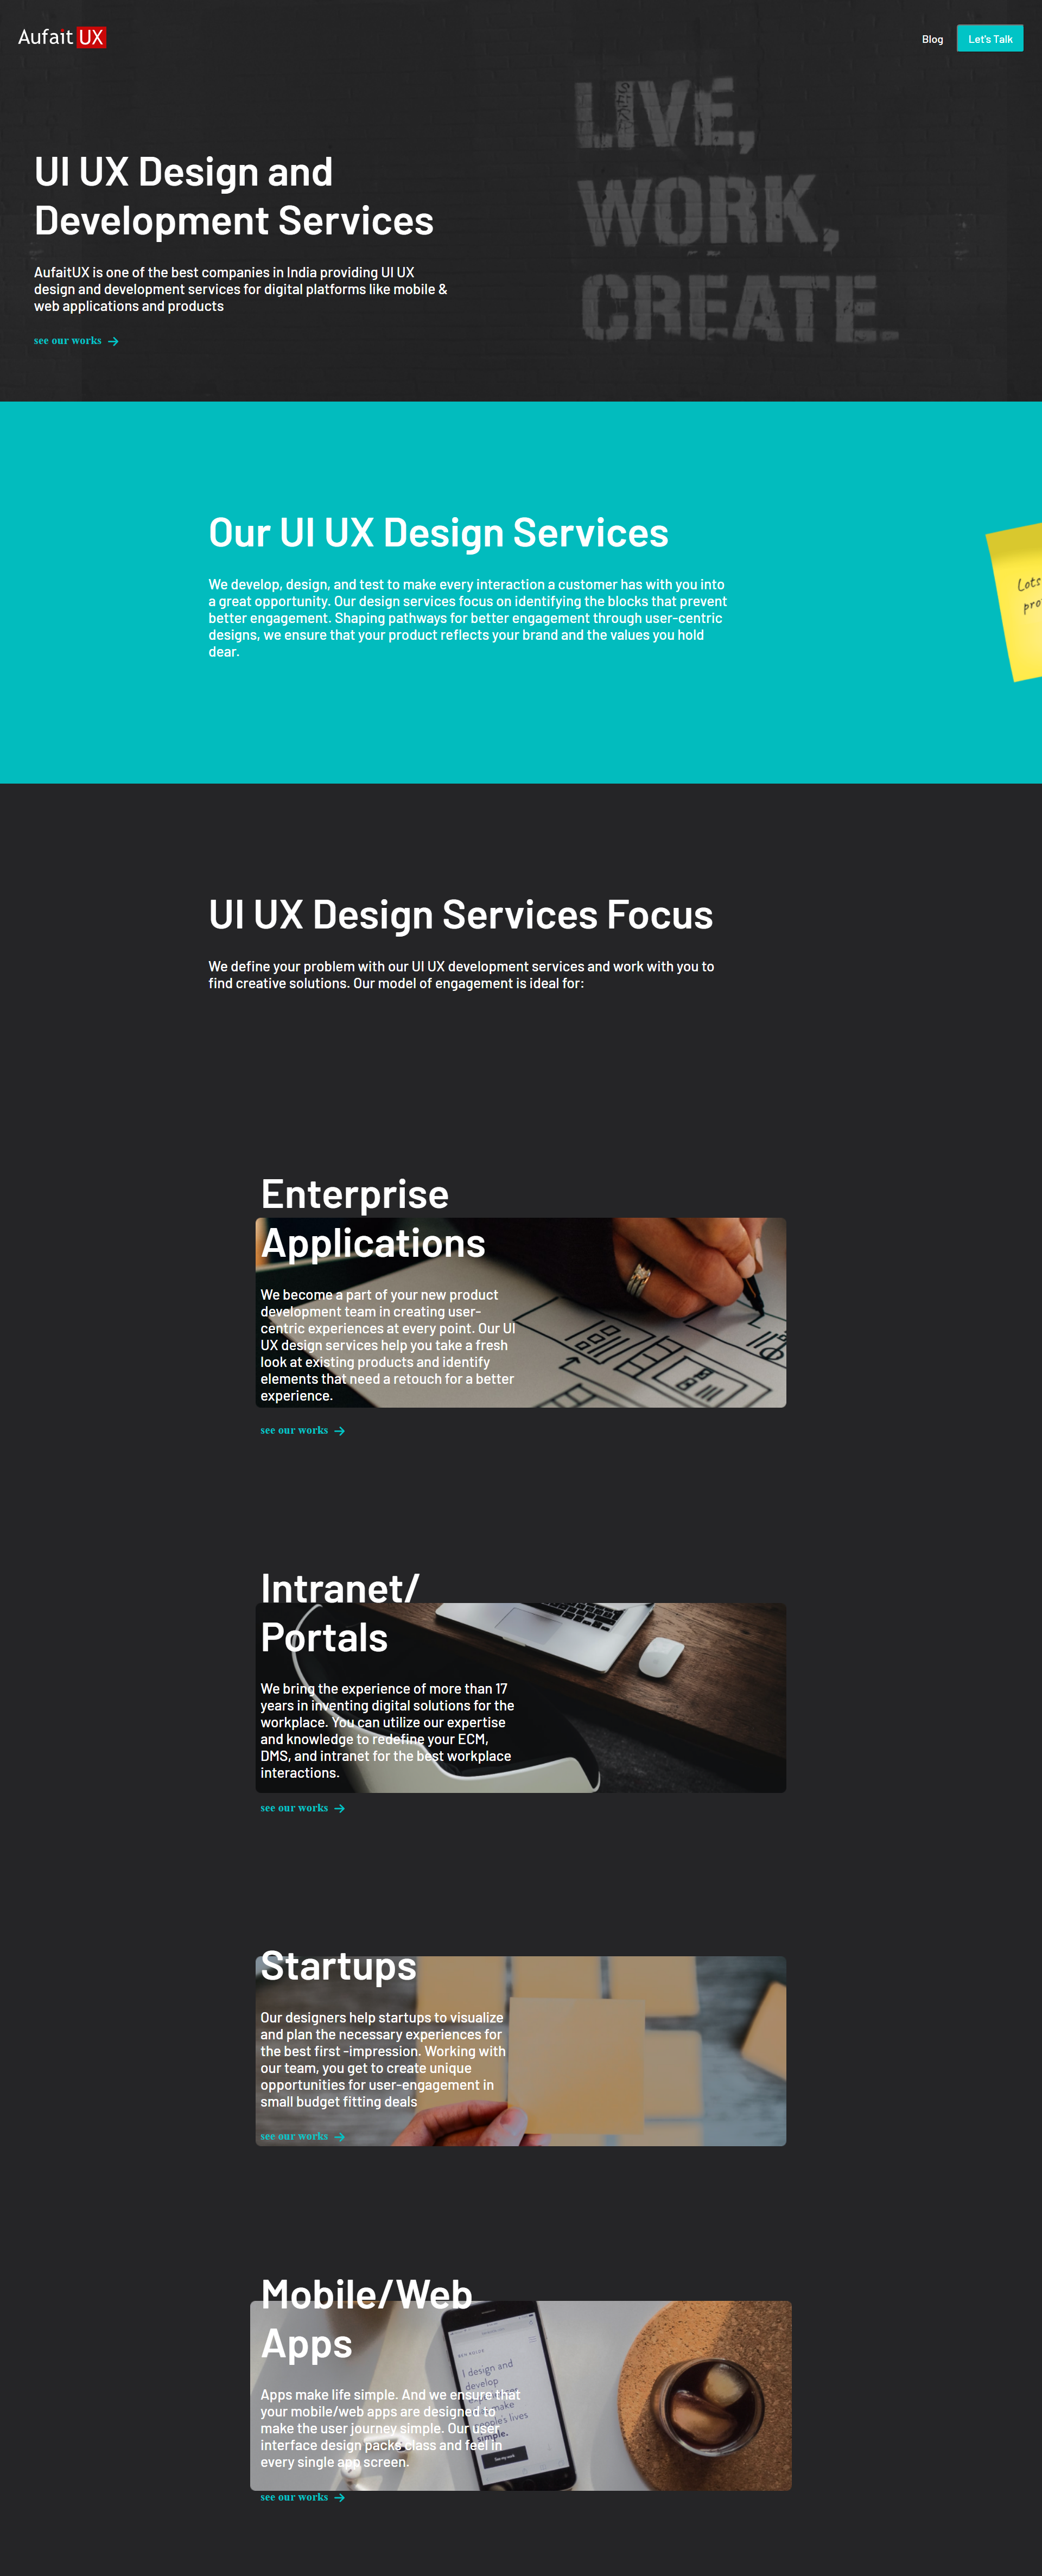 Aufait UX
Blog
Let's Talk
LIVE,
WORK,
CREATE.
UI UX Design and
Development Services
AufaitUX is one of the best companies in India providing UI UX
design and development services for digital platforms like mobile &
web applications and products
see our works
Our UI UX Design Services
We develop, design, and test to make every interaction a customer has with you into
a great opportunity. Our design services focus on identifying the blocks that prevent
better engagement. Shaping pathways for better engagement through user-centric
designs, we ensure that your product reflects your brand and the values you hold
dear.
Lots
UI UX Design Services Focus
We define your problem with our UI UX development services and work with you to
find creative solutions. Our model of engagement is ideal for:
Enterprise
Applications
We become a part of your new product
development team in creating user-
centric experiences at every point. Our UI
UX design services help you take a fresh
look at existing products and identify
elements that need a retouch for a better
experience.
see our works
Intranet/
Portals
We bring the experience of more than 17
years in inventing digital solutions for the
workplace. You can utilize our expertise
and knowledge to redefine your ECM,
DMS, and intranet for the best workplace
interactions.
see our works
Startups
Our designers help startups to visualize
and plan the necessary experiences for
the best first -impression. Working with
our team, you get to create unique
opportunities for user-engagement in
small budget fitting deals
see our works
Mobile/Web
Apps
I design and
develop
people's lives
simple.
Apps make life simple. And we ensure that
your mobile/web apps are designed to
make the user journey simple. Our user
interface design packs class and feel in
every single app screen.
see our works